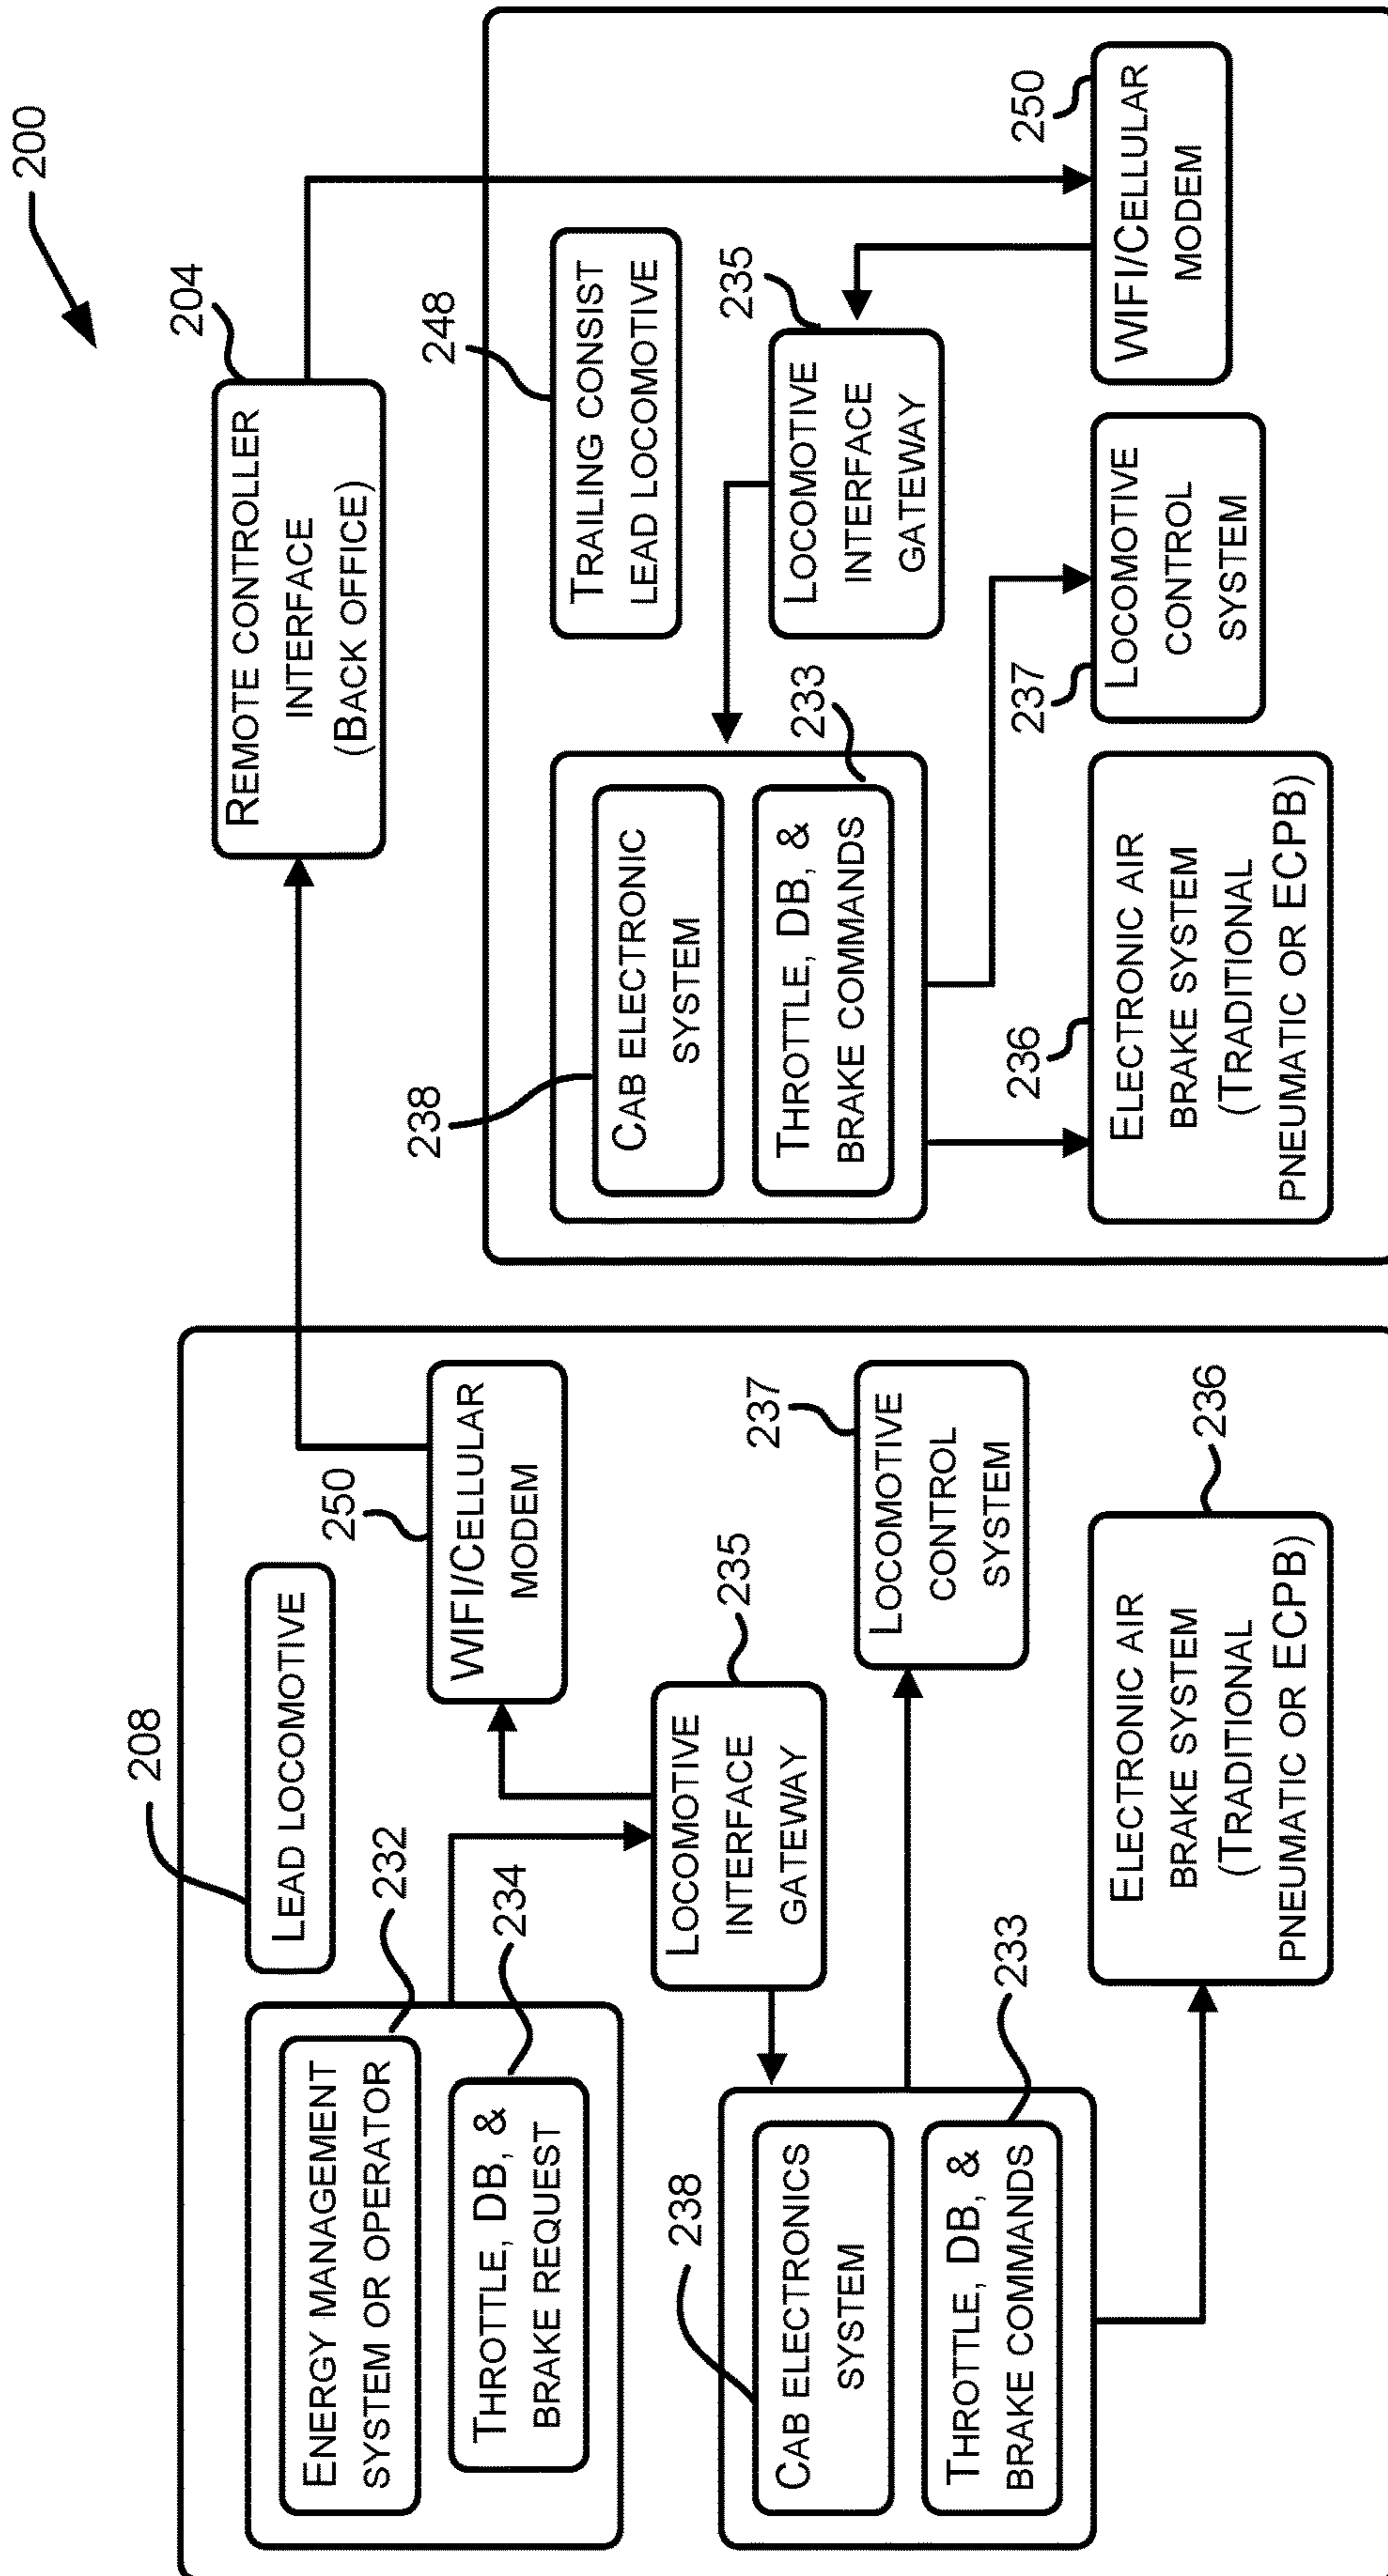 200
204
REMOTE CONTROLLER
INTERFACE
(BACK OFFICE)
208
LEAD LOCOMOTIVE
232
ENERGY MANAGEMENT
SYSTEM OR OPERATOR
234
THROTTLE, DB, &
BRAKE REQUEST
250
WIFI/CELLULAR
MODEM
235
LOCOMOTIVE
INTERFACE
GATEWAY
237
LOCOMOTIVE
CONTROL
SYSTEM
238
CAB ELECTRONICS
SYSTEM
233
THROTTLE, DB, &
BRAKE COMMANDS
236
ELECTRONIC AIR
BRAKE SYSTEM
(TRADITIONAL
PNEUMATIC OR ECPB)
248
TRAILING CONSIST
LEAD LOCOMOTIVE
238
CAB ELECTRONIC
SYSTEM
233
THROTTLE, DB, &
BRAKE COMMANDS
235
LOCOMOTIVE
INTERFACE
GATEWAY
250
WIFI/CELLULAR
MODEM
236
ELECTRONIC AIR
BRAKE SYSTEM
(TRADITIONAL
PNEUMATIC OR ECPB)
237
LOCOMOTIVE
CONTROL
SYSTEM